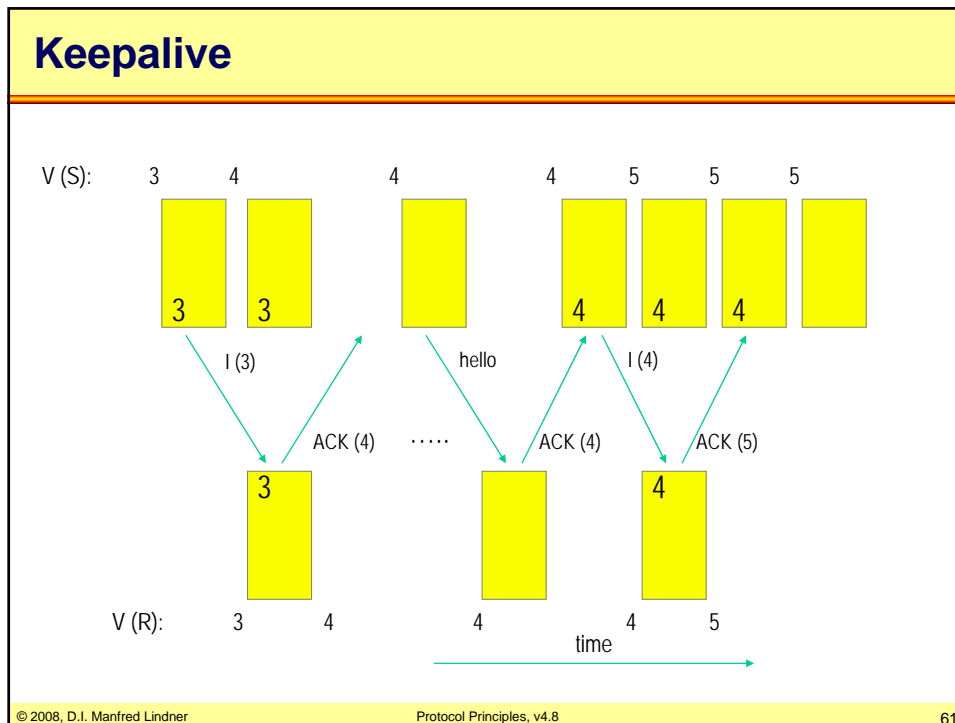 Keepalive
V (S): 3 4 4 4 5 5 5
3 3 4 4 4
I (3) hello I (4)
ACK (4) ····· ACK (4) ACK (5)
3 4
V (R): 3 4 4 4 5
time
© 2008, D.I. Manfred Lindner Protocol Principles, v4.8 61